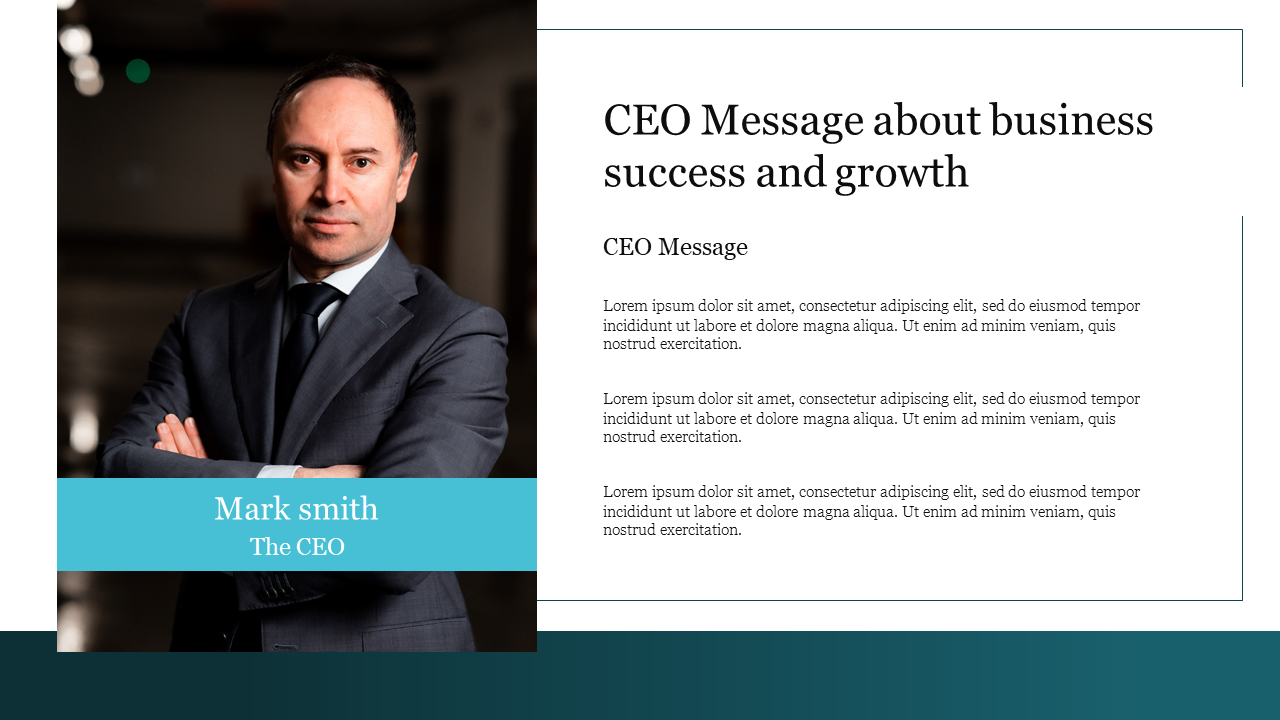 CEO Message about business
success and growth
CEO Message
Lorem ipsum dolor sit amet, consectetur adipiscing elit, sed do eiusmod tempor
incididunt ut labore et dolore magna aliqua. Ut enim ad minim veniam, quis
nostrud exercitation.
Lorem ipsum dolor sit amet, consectetur adipiscing elit, sed do eiusmod tempor
incididunt ut labore et dolore magna aliqua. Ut enim ad minim veniam, quis
nostrud exercitation.
Lorem ipsum dolor sit amet, consectetur adipiscing elit, sed do eiusmod tempor
incididunt ut labore et dolore magna aliqua. Ut enim ad minim veniam, quis
nostrud exercitation.
Mark smith
The CEO